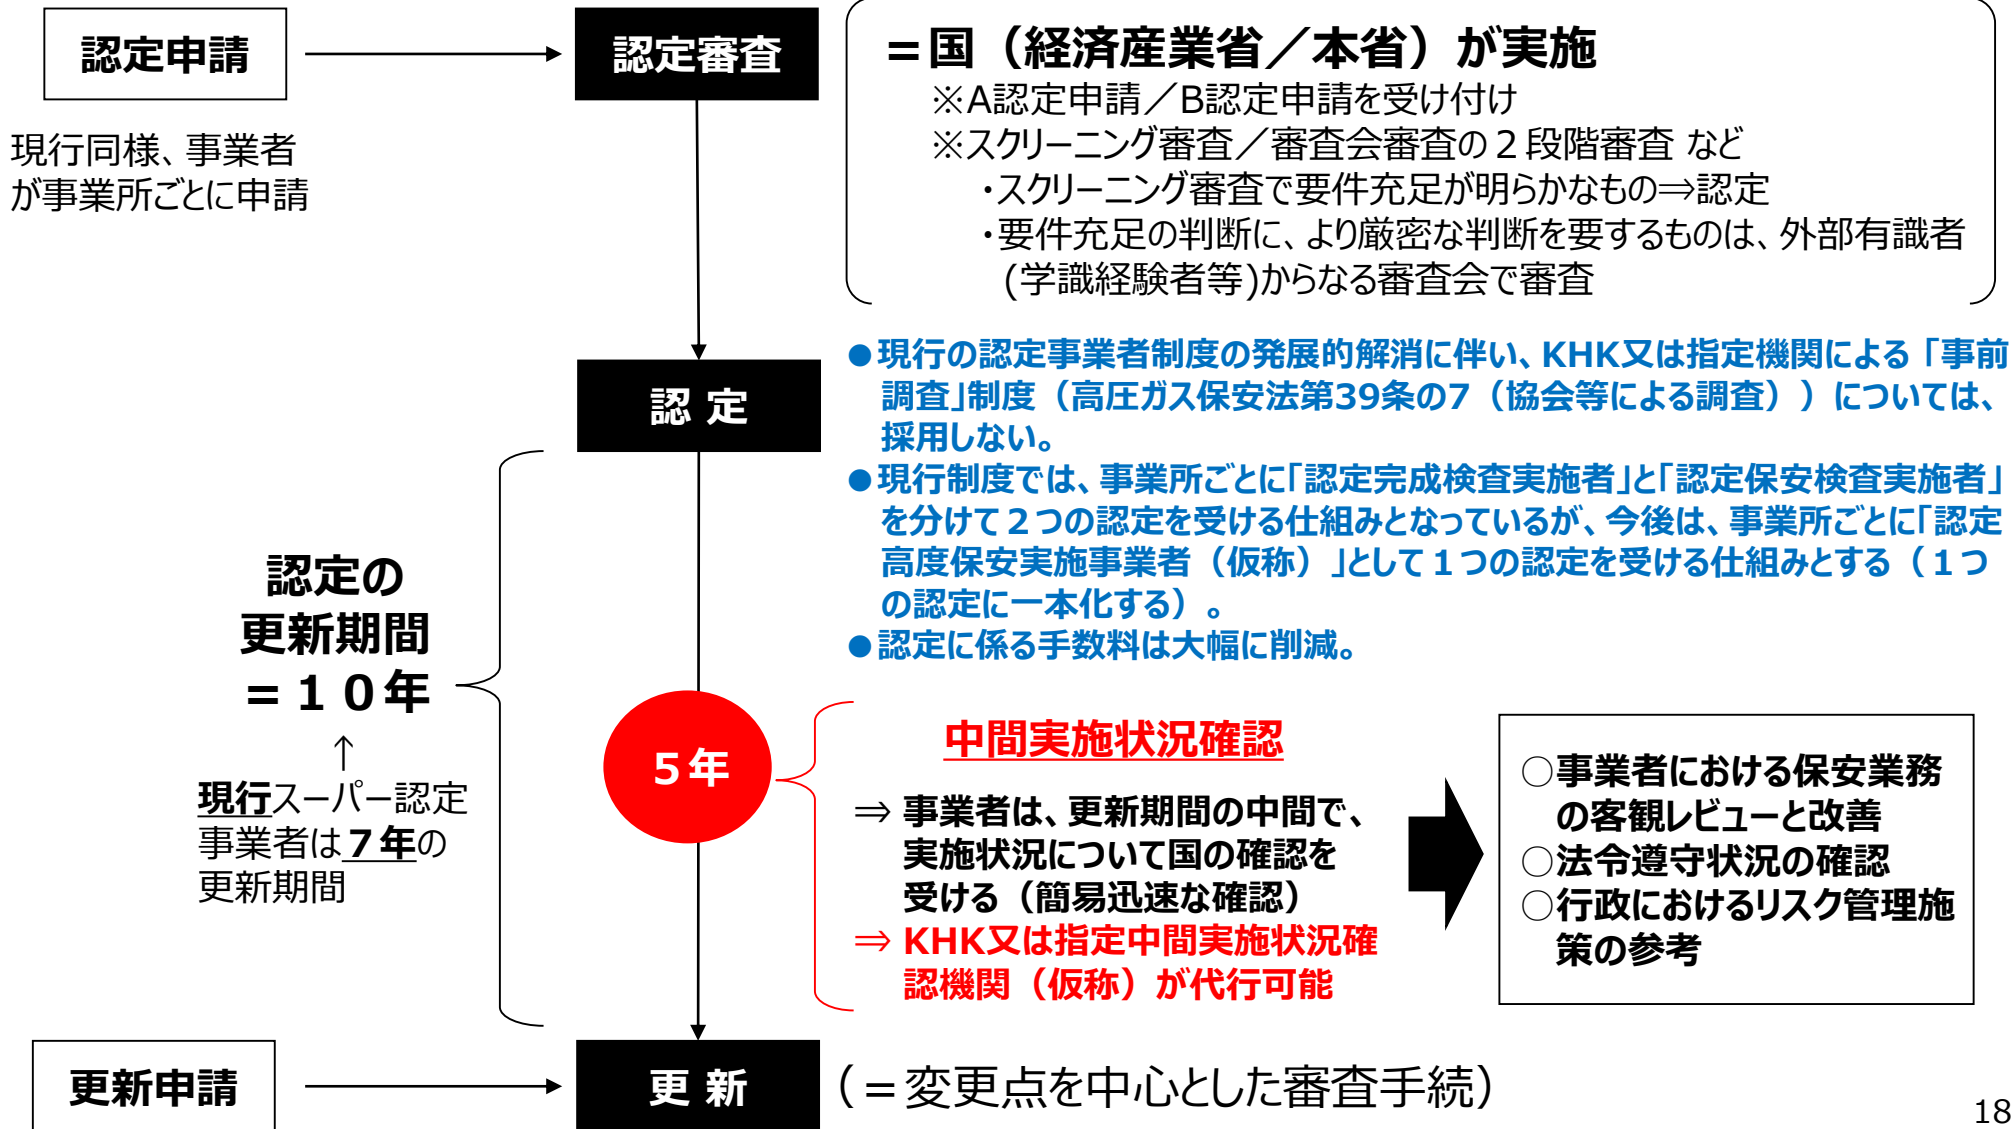 認定申請
認定審査
現行同様、事業者
が事業所ごとに申請
＝国（経済産業省／本省）が実施
※A認定申請／B認定申請を受け付け
※スクリーニング審査／審査会審査の２段階審査 など
・スクリーニング審査で要件充足が明らかなもの⇒認定
・要件充足の判断に、より厳密な判断を要するものは、外部有識者
(学識経験者等)からなる審査会で審査
認 定
●現行の認定事業者制度の発展的解消に伴い、KHK又は指定機関による「事前
調査」制度（高圧ガス保安法第39条の7（協会等による調査））については、
採用しない。
●現行制度では、事業所ごとに「認定完成検査実施者」と「認定保安検査実施者」
を分けて２つの認定を受ける仕組みとなっているが、今後は、事業所ごとに「認定
高度保安実施事業者（仮称）」として１つの認定を受ける仕組みとする（１つ
の認定に一本化する）。
●認定に係る手数料は大幅に削減。
認定の
更新期間
＝１０年
↑
現行スーパー認定
事業者は７年の
更新期間
５年
中間実施状況確認
⇒ 事業者は、更新期間の中間で、
実施状況について国の確認を
受ける（簡易迅速な確認）
⇒ KHK又は指定中間実施状況確
認機関（仮称）が代行可能
○事業者における保安業務
の客観レビューと改善
○法令遵守状況の確認
○行政におけるリスク管理施
策の参考
更新申請
更 新
（＝変更点を中心とした審査手続）
18